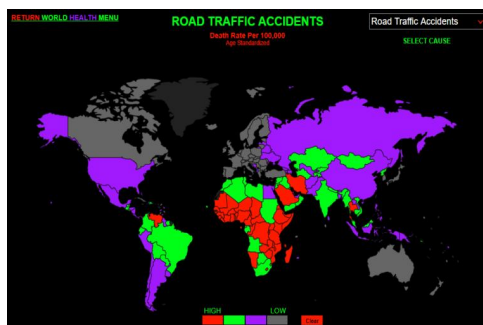 RETURN WORLD HEALTH MENU
ROAD TRAFFIC ACCIDENTS
Road Traffic Accidents
Death Rate Per 100,000
Age Standardized
SELECT CAUSE
HIGH
LOW
Clear